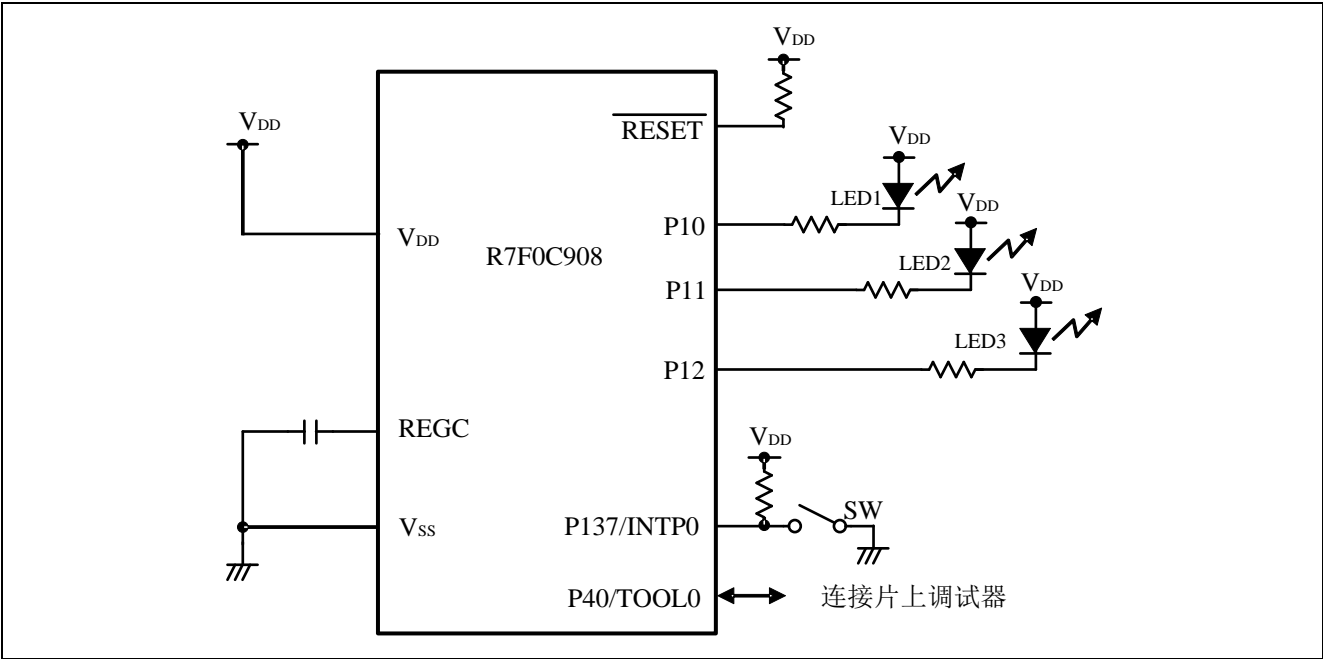 VDD
RESET
VDD
VDD
LED1
P10
VDD
VDD
R7F0C908
LED2
P11
VDD
LED3
P12
REGC
VDD
SW
VSS
P137/INTP0
P40/TOOL0
连接片上调试器